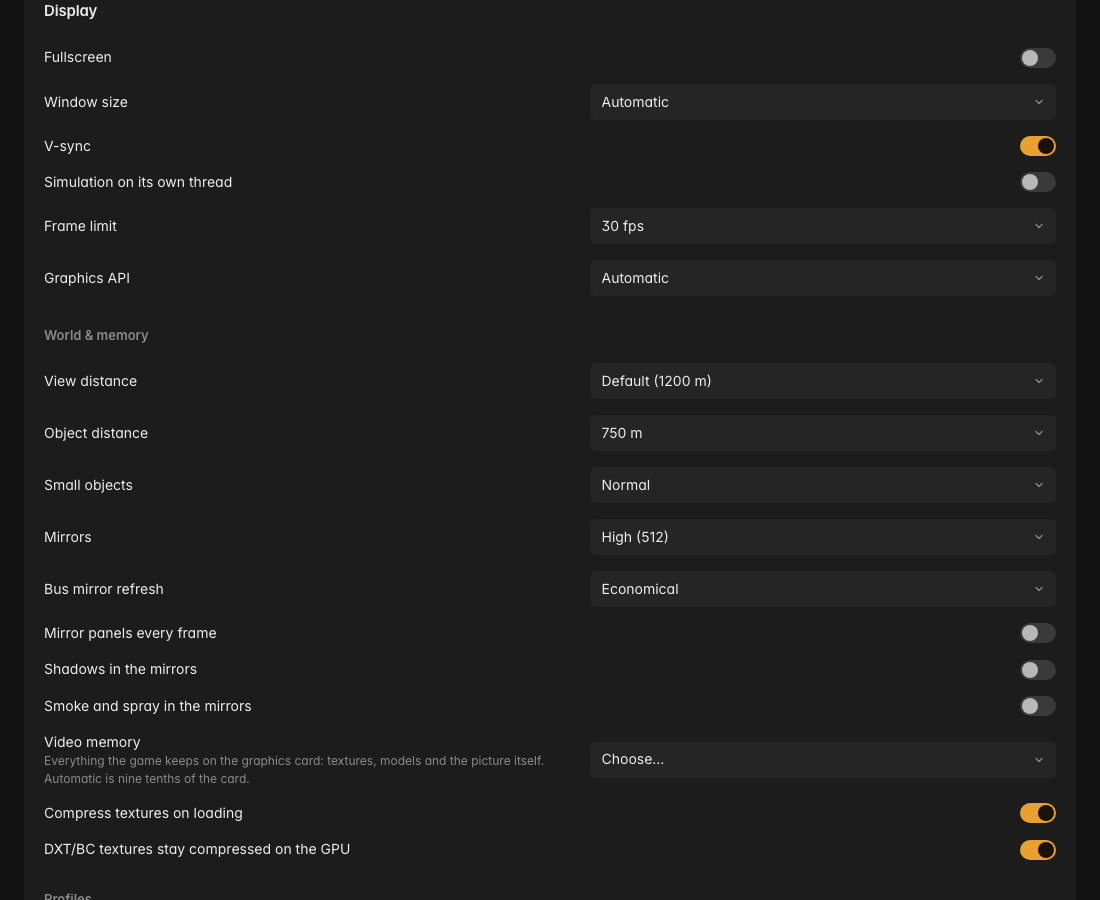 Display
Fullscreen
Window size
Automatic
V-sync
Simulation on its own thread
Frame limit
30 fps
Graphics API
Automatic
World & memory
View distance
Default (1200 m)
Object distance
750 m
Small objects
Normal
Mirrors
High (512)
Bus mirror refresh
Economical
Mirror panels every frame
Shadows in the mirrors
Smoke and spray in the mirrors
Video memory
Everything the game keeps on the graphics card: textures, models and the picture itself.
Automatic is nine tenths of the card.
Choose...
Compress textures on loading
DXT/BC textures stay compressed on the GPU
Profiles